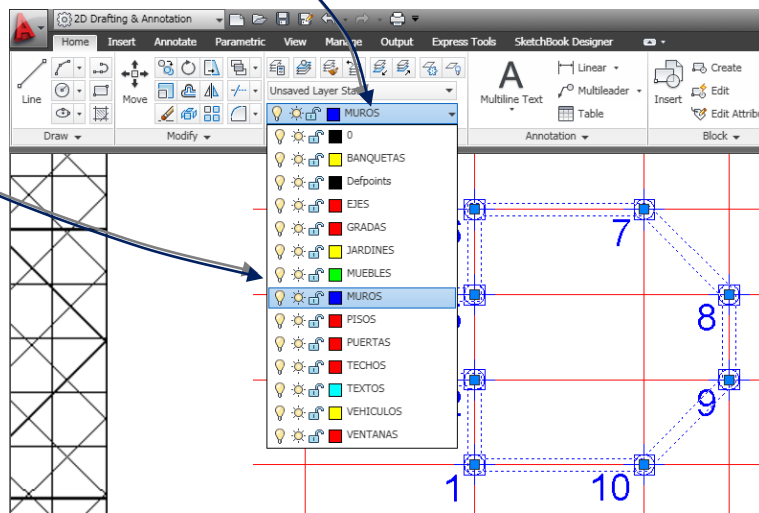 2D Drafting & Annotation
Home Insert Annotate Parametric View Manage Output Express Tools SketchBook Designer
Line
Move
Unsaved Layer Sta
MUROS
Multiline Text
Linear
Multileader
Table
Insert
Create
Edit
Edit Attrib
Draw Modify Annotation Block
0
BANQUETAS
Defpoints
EJES
GRADAS
JARDINES
MUEBLES
MUROS
PISOS
PUERTAS
TECHOS
TEXTOS
VEHICULOS
VENTANAS
7
8
9
1
10